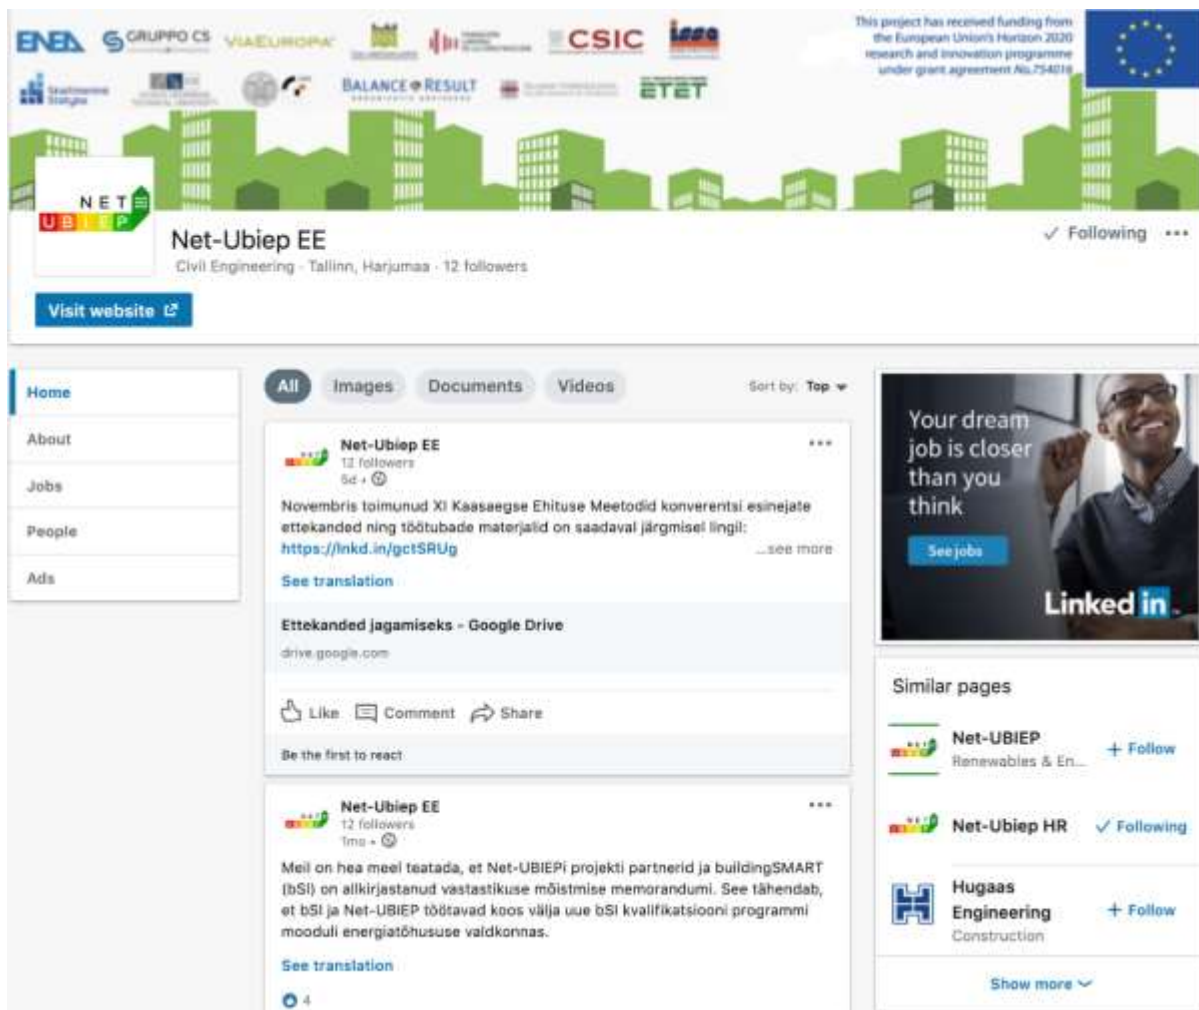 ENEA GRUPPO CS VIAEUROPA CSIC issa
This project has received funding from
the European Union's Horizon 2020
research and innovation programme
under grant agreement No.754016
BALANCE RESULT ETET
NET
UBIEP
Net-Ubiep EE
Civil Engineering · Tallinn, Harjumaa · 12 followers
Following
Visit website
Home
About
Jobs
People
Ads
All Images Documents Videos
Sort by: Top
Net-Ubiep EE
12 followers
5d
Novembris toimunud XI Kaasaegse Ehituse Meetodid konverentsi esinejate
ettekanded ning töötubade materjalid on saadaval järgmisel lingil:
https://lnkd.in/gctSRUg ...see more
See translation
Ettekanded jagamiseks - Google Drive
drive.google.com
Like Comment Share
Be the first to react
Net-Ubiep EE
12 followers
1mo
Meil on hea meel teatada, et Net-UBIEPi projekti partnerid ja buildingSMART
(bSI) on allkirjastanud vastastikuse mõistmise memorandumi. See tähendab,
et bSI ja Net-UBIEP töötavad koos välja uue bSI kvalifikatsiooni programmi
mooduli energiatõhususe valdkonnas.
See translation
4
Your dream
job is closer
than you
think
See jobs
Linked in
Similar pages
Net-UBIEP
Renewables & En...
+ Follow
Net-Ubiep HR
Following
Hugaas
Engineering
Construction
+ Follow
Show more